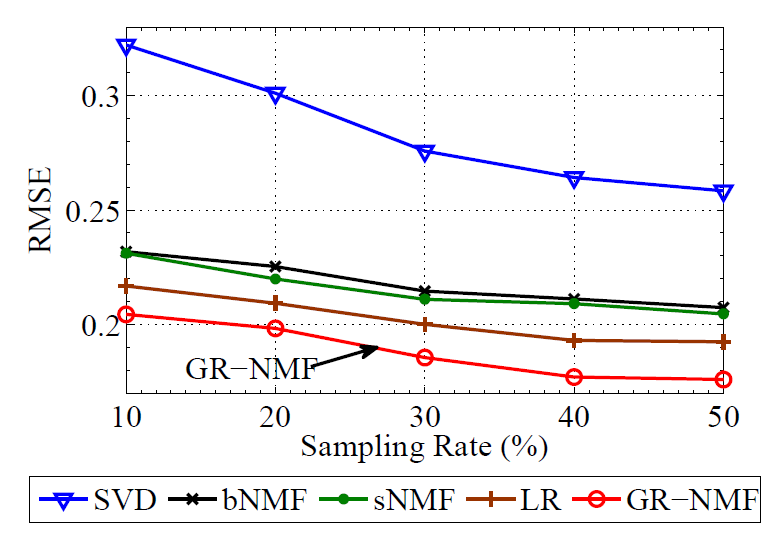 0.3
RMSE
0.25
0.2
GR−NMF
10 20 30 40 50
Sampling Rate (%)
SVD bNMF sNMF LR GR−NMF